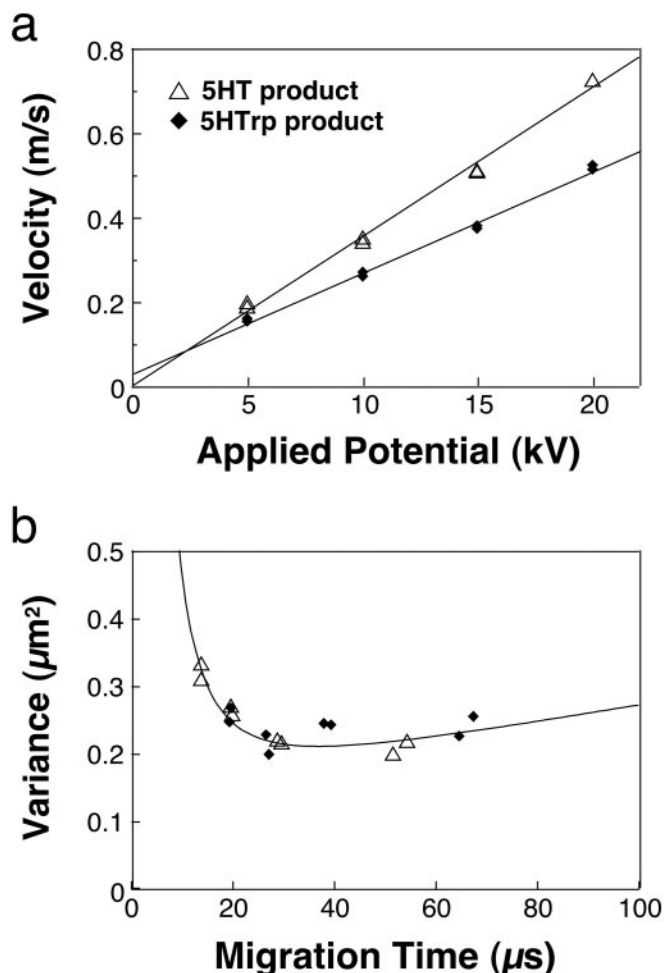 a
0.8
0.6
0.4
0.2
0
Velocity (m/s)
5HT product
5HTrp product
0 5 10 15 20
Applied Potential (kV)
b
0.5
0.4
0.3
0.2
0.1
0
Variance (µm²)
0 20 40 60 80 100
Migration Time (µs)